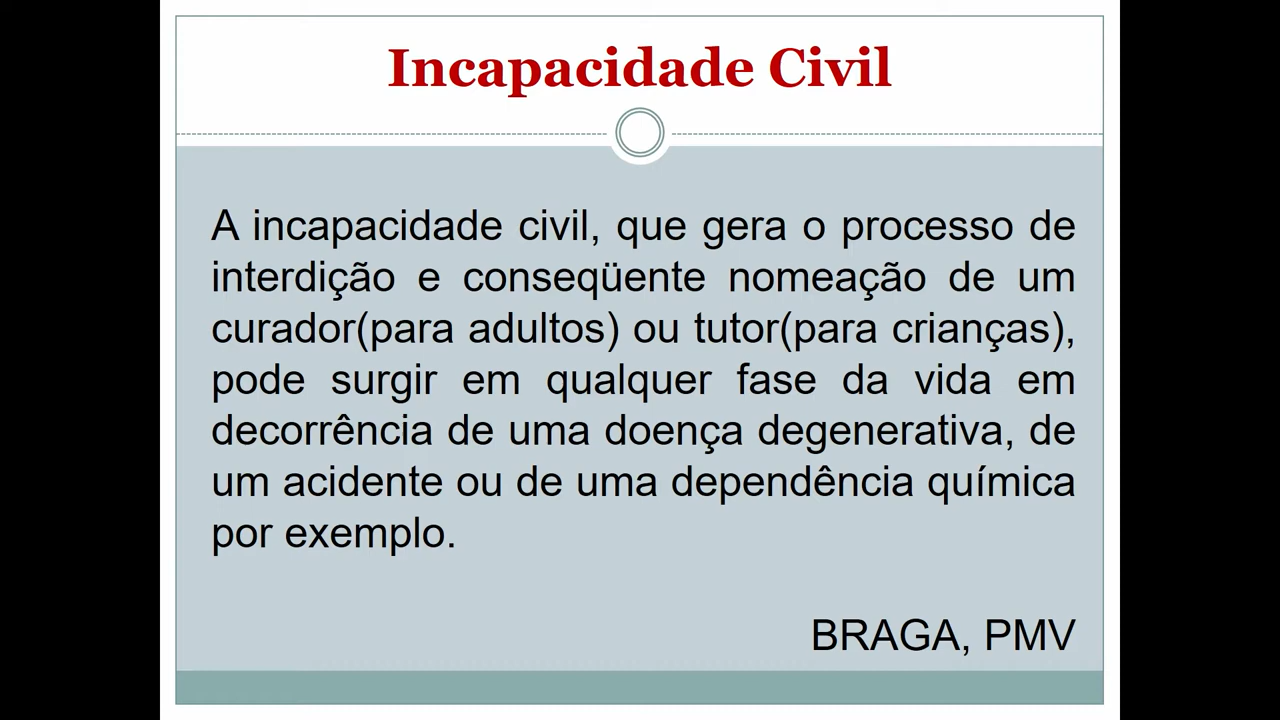 Incapacidade Civil
A incapacidade civil, que gera o processo de
interdição e conseqüente nomeação de um
curador(para adultos) ou tutor(para crianças),
pode surgir em qualquer fase da vida em
decorrência de uma doença degenerativa, de
um acidente ou de uma dependência química
por exemplo.
BRAGA, PMV